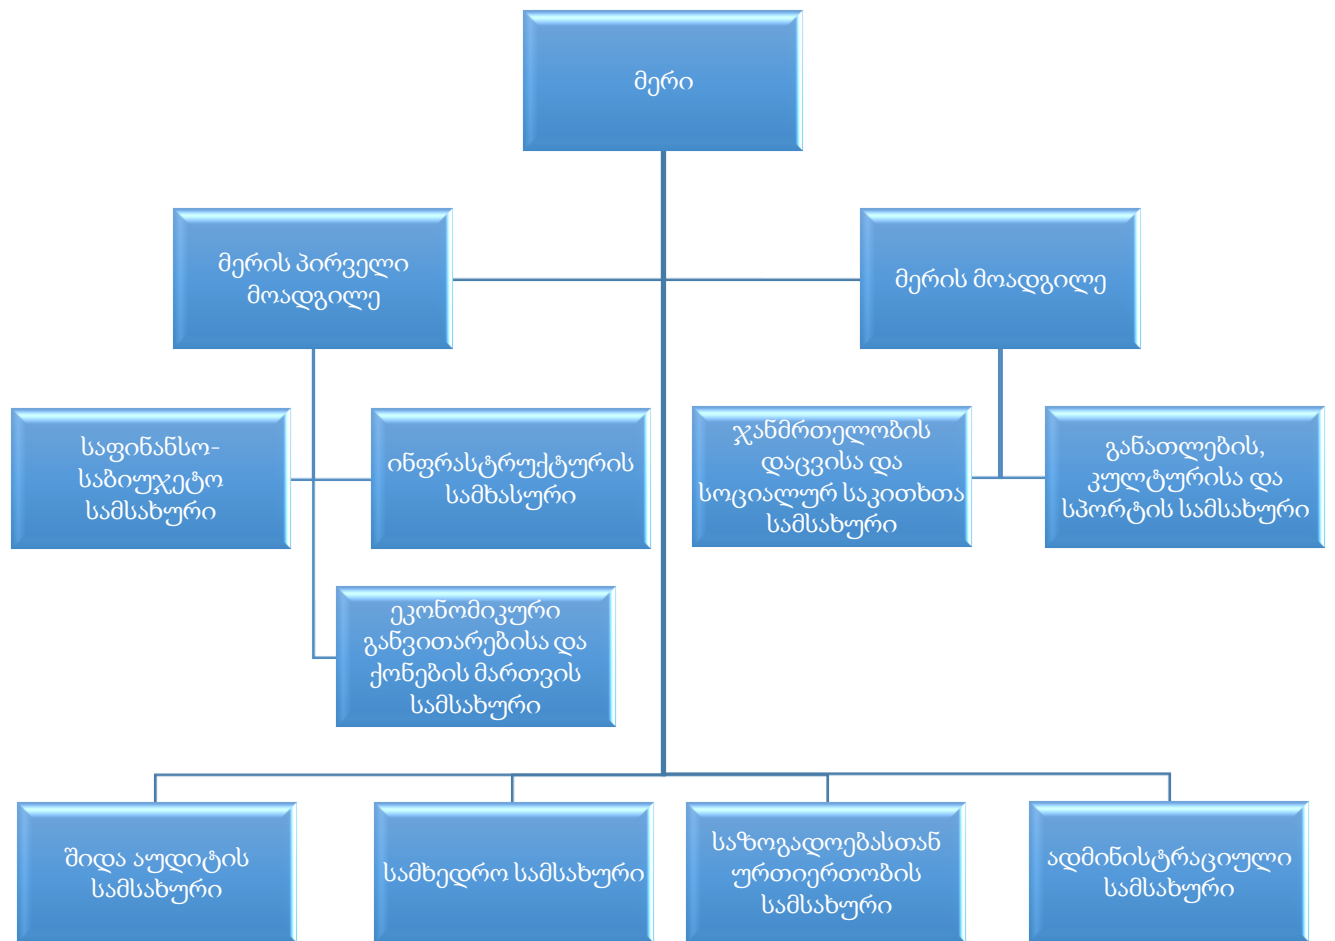 მერი
მერის პირველი
მოადგილე
მერის მოადგილე
საფინანსო-
საბიუჯეტო
სამსახური
ინფრასტრუქტურის
სამხასური
ჯანმრთელობის
დაცვისა და
სოციალურ საკითხთა
სამსახური
განათლების,
კულტურისა და
სპორტის სამსახური
ეკონომიკური
განვითარებისა და
ქონების მართვის
სამსახური
შიდა აუდიტის
სამსახური
სამხედრო სამსახური
საზოგადოებასთან
ურთიერთობის
სამსახური
ადმინისტრაციული
სამსახური